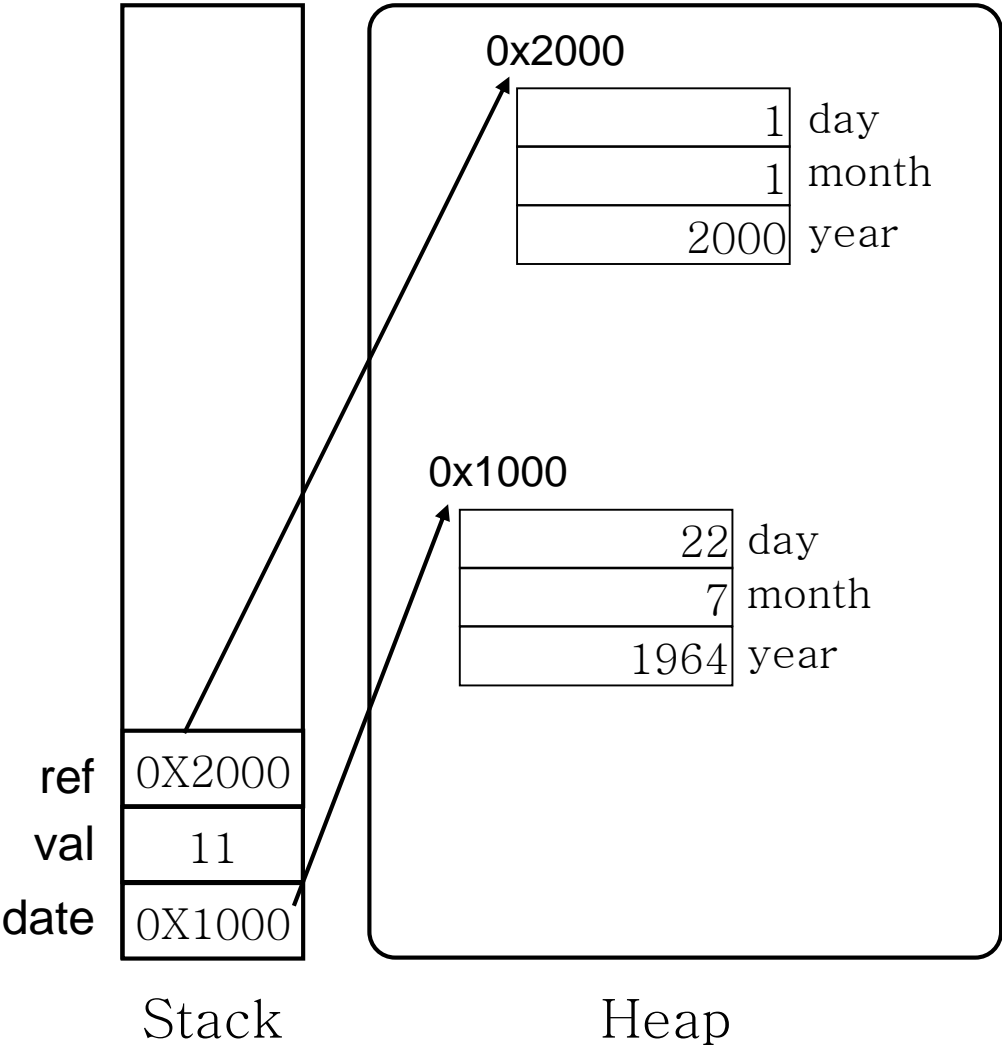 0x2000
1 day
1 month
2000 year
0x1000
22 day
7 month
1964 year
ref 0X2000
val 11
date 0X1000
Stack
Heap